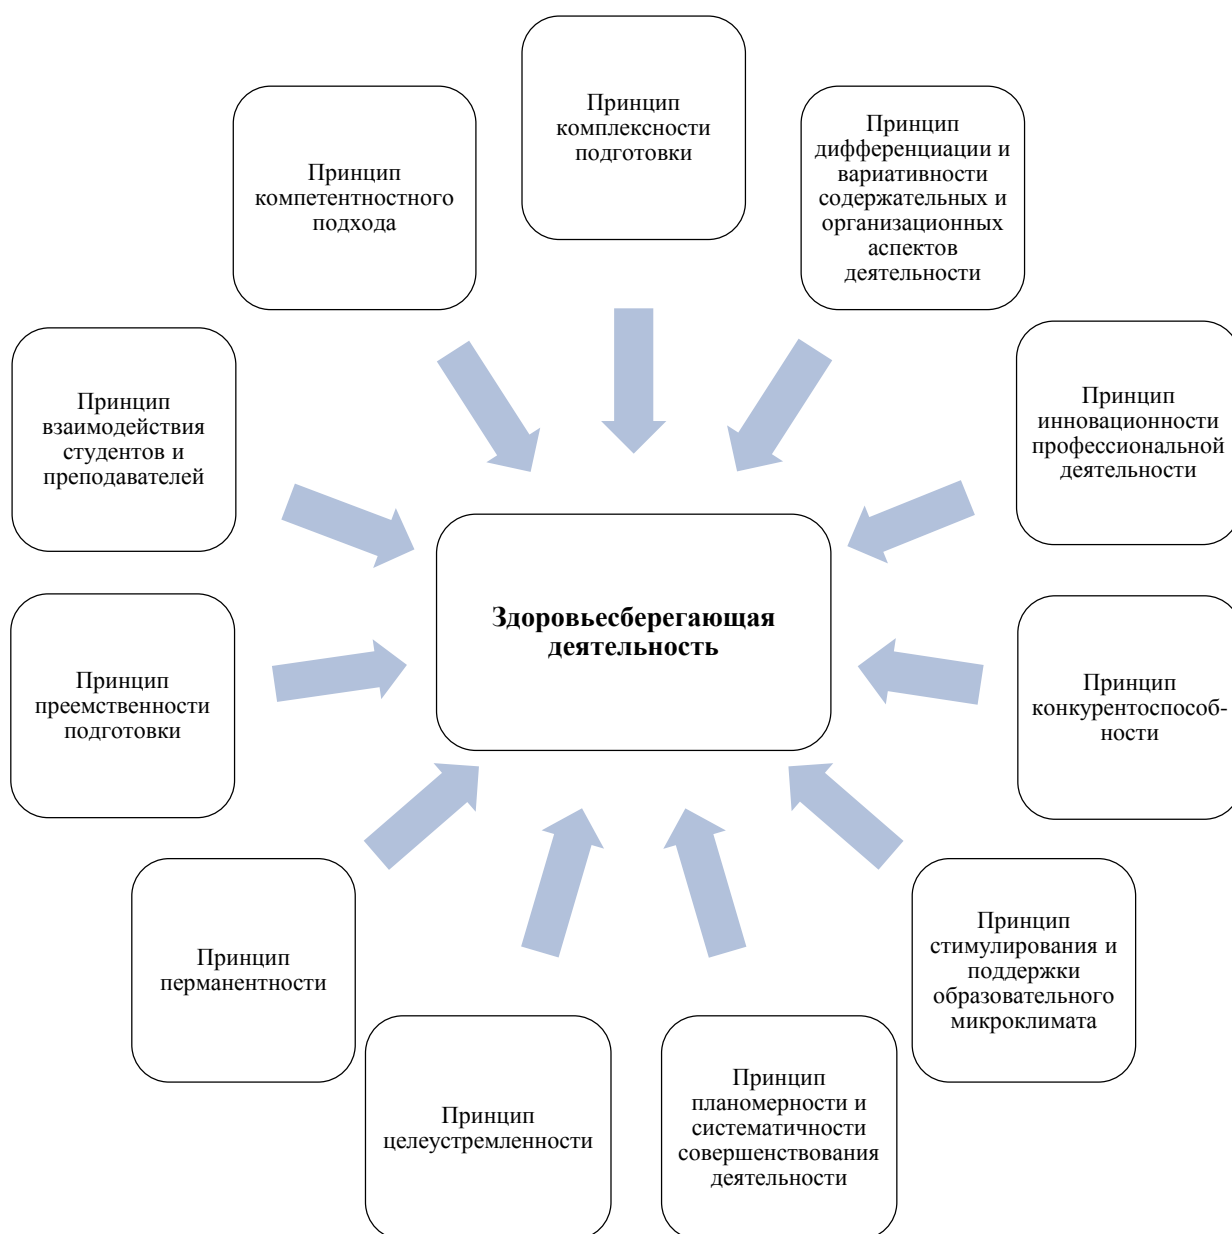 Принцип
комплексности
подготовки
Принцип
дифференциации и
вариативности
содержательных и
организационных
аспектов
деятельности
Принцип
инновационности
профессиональной
деятельности
Принцип
конкурентоспособ-
ности
Принцип
стимулирования и
поддержки
образовательного
микроклимата
Принцип
планомерности и
систематичности
совершенствования
деятельности
Принцип
целеустремленности
Принцип
перманентности
Принцип
преемственности
подготовки
Принцип
взаимодействия
студентов и
преподавателей
Принцип
компетентностного
подхода
Здоровьесберегающая
деятельность